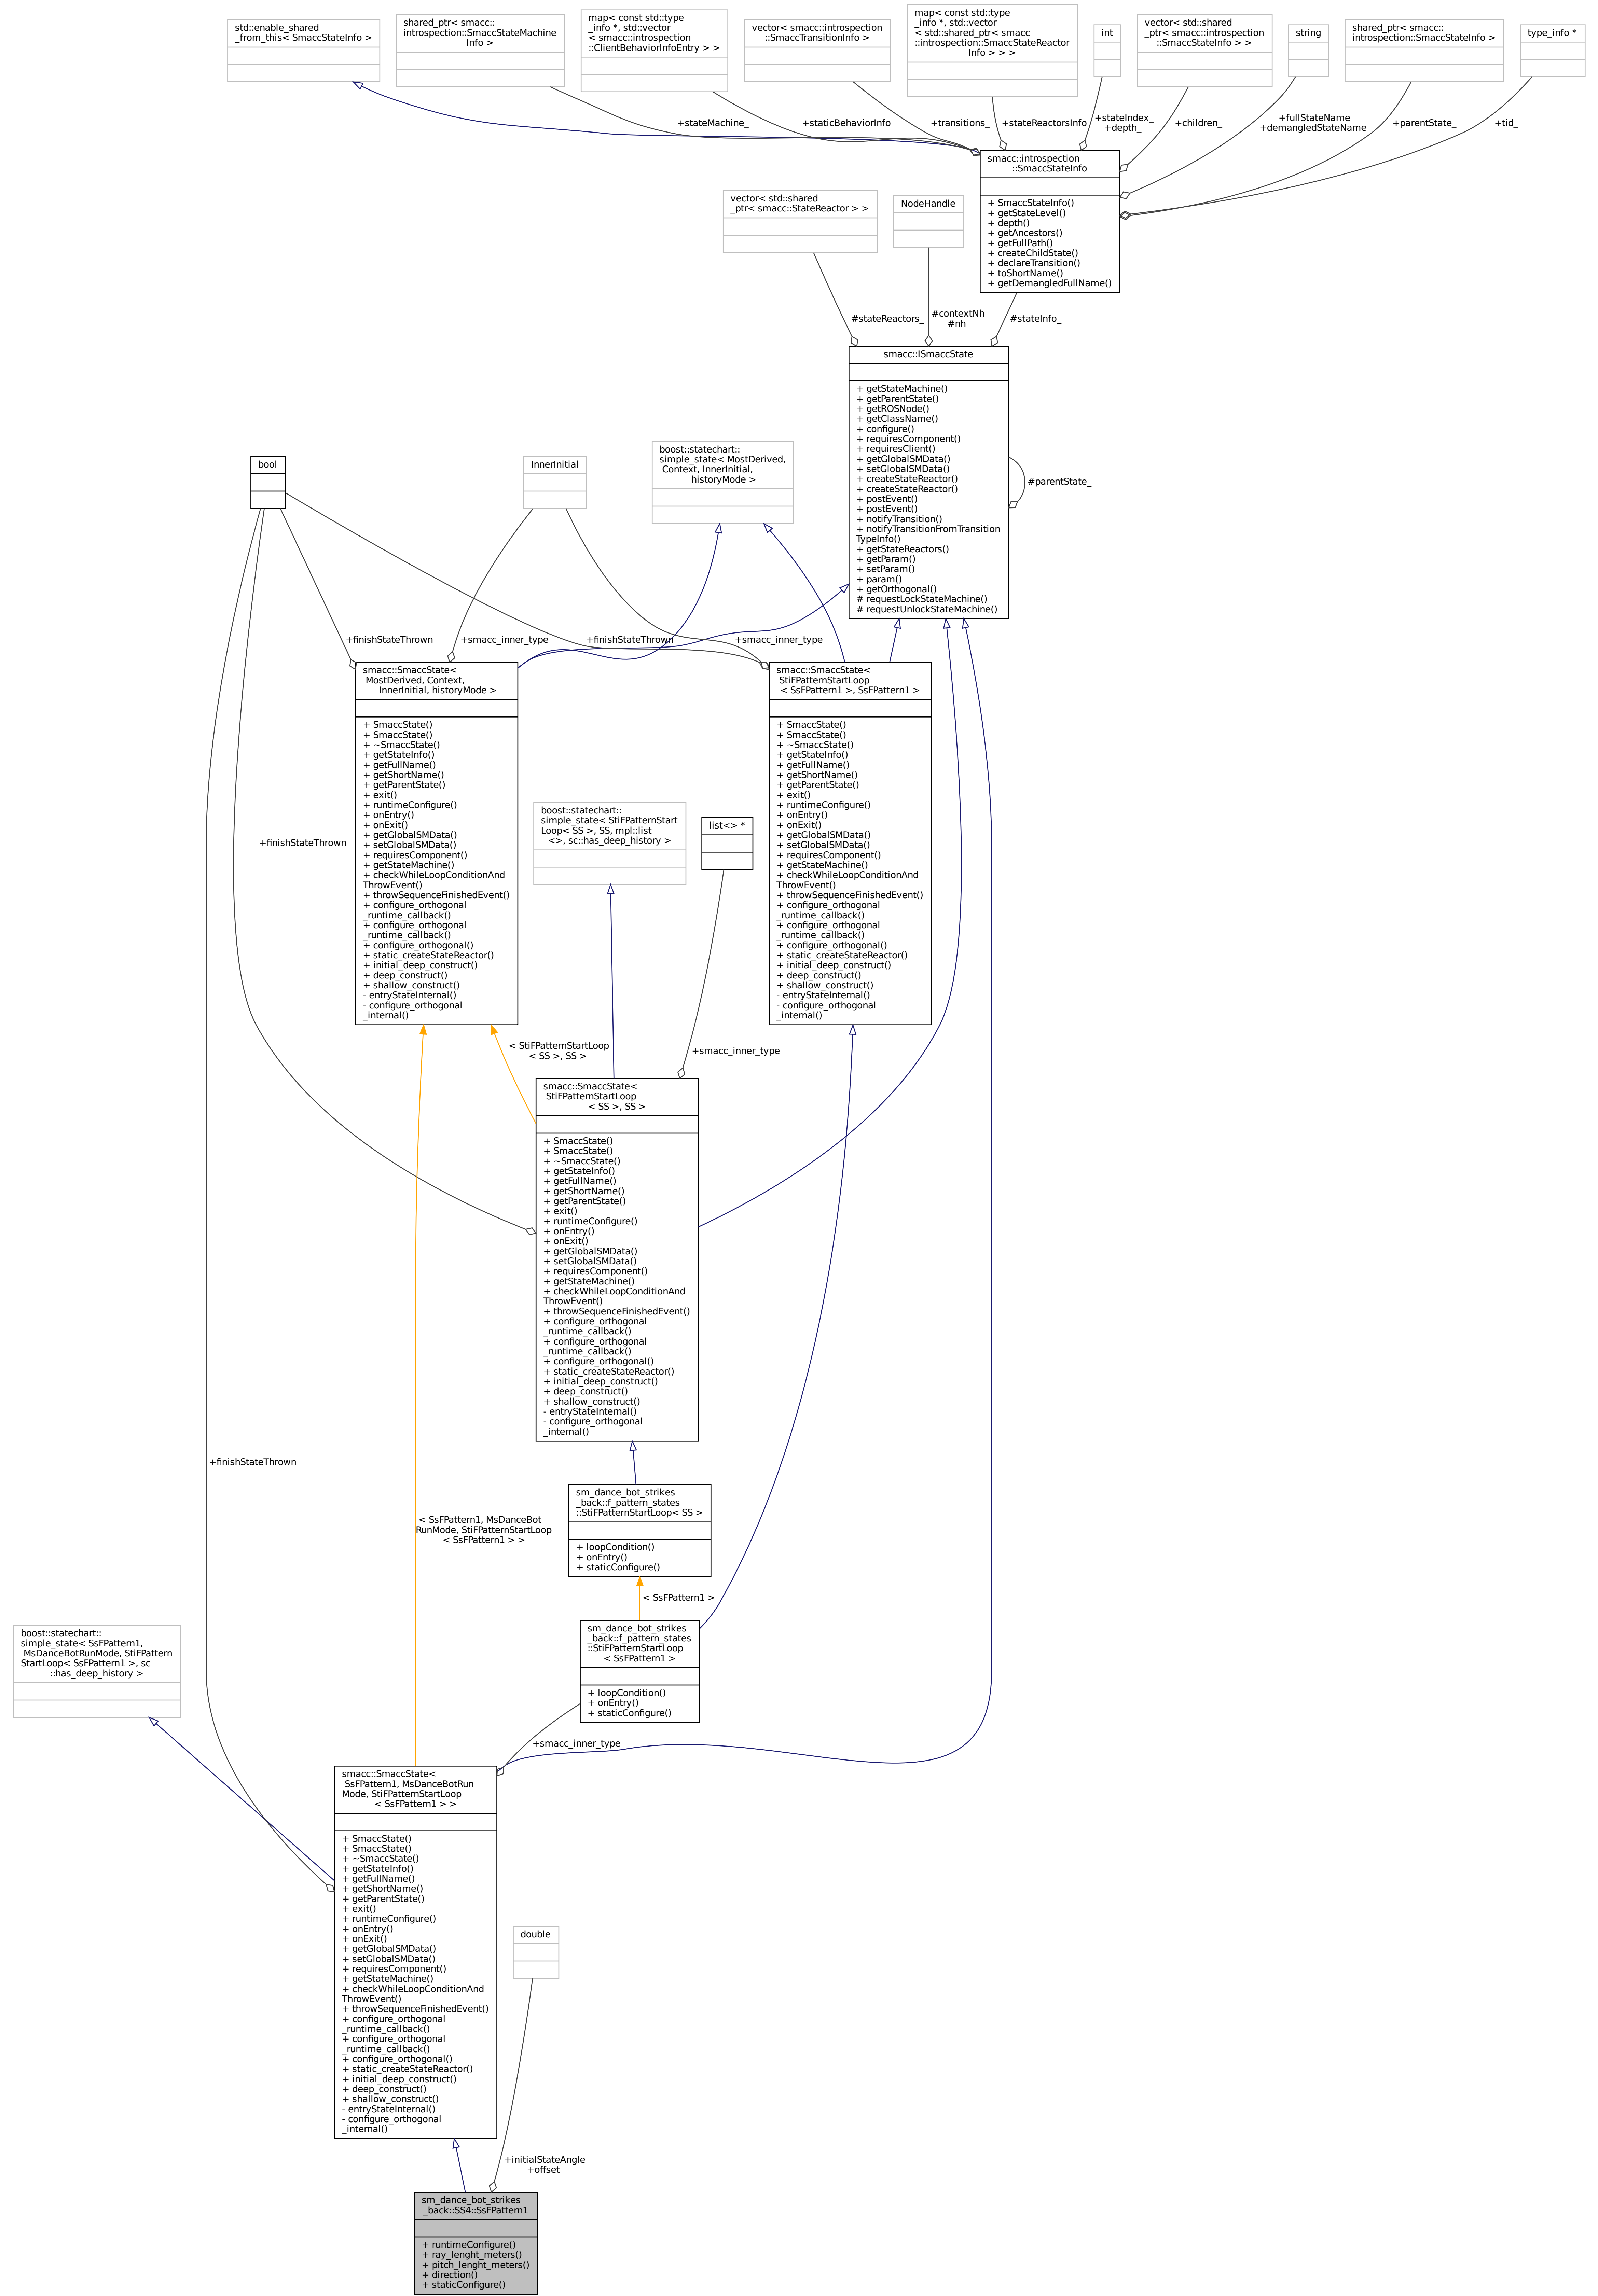 std::enable_shared
_from_this< SmaccStateInfo >
shared_ptr< smacc::
introspection::SmaccStateMachine
Info >
map< const std::type
_info *, std::vector
< smacc::introspection
::ClientBehaviorInfoEntry > >
vector< smacc::introspection
::SmaccTransitionInfo >
map< const std::type
_info *, std::vector
< std::shared_ptr< smacc
::introspection::SmaccStateReactor
Info > > >
int
vector< std::shared
_ptr< smacc::introspection
::SmaccStateInfo > >
string
shared_ptr< smacc::
introspection::SmaccStateInfo >
type_info *
+stateMachine_
+staticBehaviorInfo
+transitions_
+stateReactorsInfo
+stateIndex_
+depth_
+children_
+fullStateName
+demangledStateName
+parentState_
+tid_
smacc::introspection
::SmaccStateInfo
+ SmaccStateInfo()
+ getStateLevel()
+ depth()
+ getAncestors()
+ getFullPath()
+ createChildState()
+ declareTransition()
+ toShortName()
+ getDemangledFullName()
vector< std::shared
_ptr< smacc::StateReactor > >
NodeHandle
#stateReactors_
#contextNh
#nh
#stateInfo_
smacc::ISmaccState
+ getStateMachine()
+ getParentState()
+ getROSNode()
+ getClassName()
+ configure()
+ requiresComponent()
+ requiresClient()
+ getGlobalSMData()
+ setGlobalSMData()
+ createStateReactor()
+ createStateReactor()
+ postEvent()
+ postEvent()
+ notifyTransition()
+ notifyTransitionFromTransition
TypeInfo()
+ getStateReactors()
+ getParam()
+ setParam()
+ param()
+ getOrthogonal()
# requestLockStateMachine()
# requestUnlockStateMachine()
#parentState_
bool
InnerInitial
boost::statechart::
simple_state< MostDerived,
Context, InnerInitial,
historyMode >
+finishStateThrown
+smacc_inner_type
+finishStateThrown
+smacc_inner_type
smacc::SmaccState<
MostDerived, Context,
InnerInitial, historyMode >
+ SmaccState()
+ SmaccState()
+ ~SmaccState()
+ getStateInfo()
+ getFullName()
+ getShortName()
+ getParentState()
+ exit()
+ runtimeConfigure()
+ onEntry()
+ onExit()
+ getGlobalSMData()
+ setGlobalSMData()
+ requiresComponent()
+ getStateMachine()
+ checkWhileLoopConditionAnd
ThrowEvent()
+ throwSequenceFinishedEvent()
+ configure_orthogonal
_runtime_callback()
+ configure_orthogonal
_runtime_callback()
+ configure_orthogonal()
+ static_createStateReactor()
+ initial_deep_construct()
+ deep_construct()
+ shallow_construct()
- entryStateInternal()
- configure_orthogonal
_internal()
smacc::SmaccState<
StiFPatternStartLoop
< SsFPattern1 >, SsFPattern1 >
+ SmaccState()
+ SmaccState()
+ ~SmaccState()
+ getStateInfo()
+ getFullName()
+ getShortName()
+ getParentState()
+ exit()
+ runtimeConfigure()
+ onEntry()
+ onExit()
+ getGlobalSMData()
+ setGlobalSMData()
+ requiresComponent()
+ getStateMachine()
+ checkWhileLoopConditionAnd
ThrowEvent()
+ throwSequenceFinishedEvent()
+ configure_orthogonal
_runtime_callback()
+ configure_orthogonal
_runtime_callback()
+ configure_orthogonal()
+ static_createStateReactor()
+ initial_deep_construct()
+ deep_construct()
+ shallow_construct()
- entryStateInternal()
- configure_orthogonal
_internal()
boost::statechart::
simple_state< StiFPatternStart
Loop< SS >, SS, mpl::list
<>, sc::has_deep_history >
list<> *
+finishStateThrown
< StiFPatternStartLoop
< SS >, SS >
+smacc_inner_type
smacc::SmaccState<
StiFPatternStartLoop
< SS >, SS >
+ SmaccState()
+ SmaccState()
+ ~SmaccState()
+ getStateInfo()
+ getFullName()
+ getShortName()
+ getParentState()
+ exit()
+ runtimeConfigure()
+ onEntry()
+ onExit()
+ getGlobalSMData()
+ setGlobalSMData()
+ requiresComponent()
+ getStateMachine()
+ checkWhileLoopConditionAnd
ThrowEvent()
+ throwSequenceFinishedEvent()
+ configure_orthogonal
_runtime_callback()
+ configure_orthogonal
_runtime_callback()
+ configure_orthogonal()
+ static_createStateReactor()
+ initial_deep_construct()
+ deep_construct()
+ shallow_construct()
- entryStateInternal()
- configure_orthogonal
_internal()
+finishStateThrown
< SsFPattern1, MsDanceBot
RunMode, StiFPatternStartLoop
< SsFPattern1 > >
sm_dance_bot_strikes
_back::f_pattern_states
::StiFPatternStartLoop< SS >
+ loopCondition()
+ onEntry()
+ staticConfigure()
< SsFPattern1 >
sm_dance_bot_strikes
_back::f_pattern_states
::StiFPatternStartLoop
< SsFPattern1 >
+ loopCondition()
+ onEntry()
+ staticConfigure()
boost::statechart::
simple_state< SsFPattern1,
MsDanceBotRunMode, StiFPattern
StartLoop< SsFPattern1 >, sc
::has_deep_history >
+smacc_inner_type
smacc::SmaccState<
SsFPattern1, MsDanceBotRun
Mode, StiFPatternStartLoop
< SsFPattern1 > >
+ SmaccState()
+ SmaccState()
+ ~SmaccState()
+ getStateInfo()
+ getFullName()
+ getShortName()
+ getParentState()
+ exit()
+ runtimeConfigure()
+ onEntry()
+ onExit()
+ getGlobalSMData()
+ setGlobalSMData()
+ requiresComponent()
+ getStateMachine()
+ checkWhileLoopConditionAnd
ThrowEvent()
+ throwSequenceFinishedEvent()
+ configure_orthogonal
_runtime_callback()
+ configure_orthogonal
_runtime_callback()
+ configure_orthogonal()
+ static_createStateReactor()
+ initial_deep_construct()
+ deep_construct()
+ shallow_construct()
- entryStateInternal()
- configure_orthogonal
_internal()
double
+initialStateAngle
+offset
sm_dance_bot_strikes
_back::SS4::SsFPattern1
+ runtimeConfigure()
+ ray_lenght_meters()
+ pitch_lenght_meters()
+ direction()
+ staticConfigure()